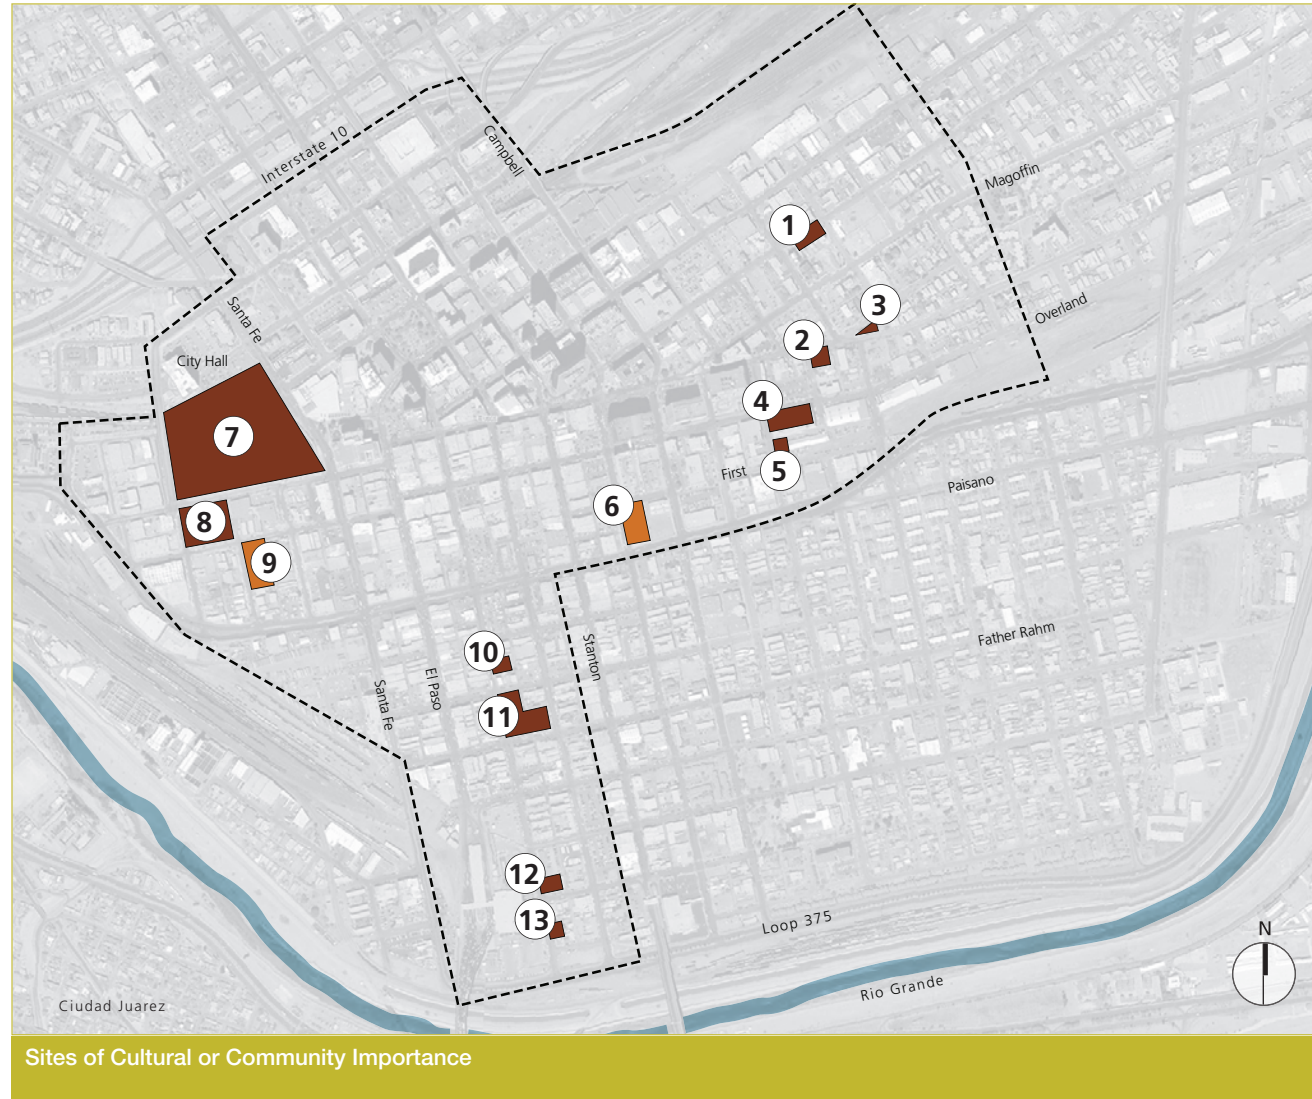 Interstate 10
Campbell
Magoffin
1
Santa Fe
3
Overland
2
City Hall
4
7
First
5
Paisano
6
8
9
Father Rahm
10
Stanton
El Paso
Santa Fe
11
12
13
Loop 375
N
Rio Grande
Ciudad Juarez
Sites of Cultural or Community Importance